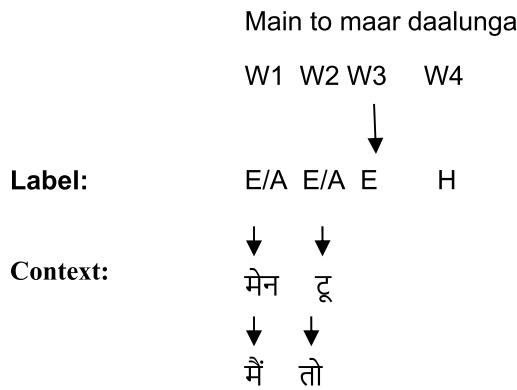 Main to maar daalunga
W1 W2 W3 W4
Label: E/A E/A E H
Context:
मेन टू
मैं तो